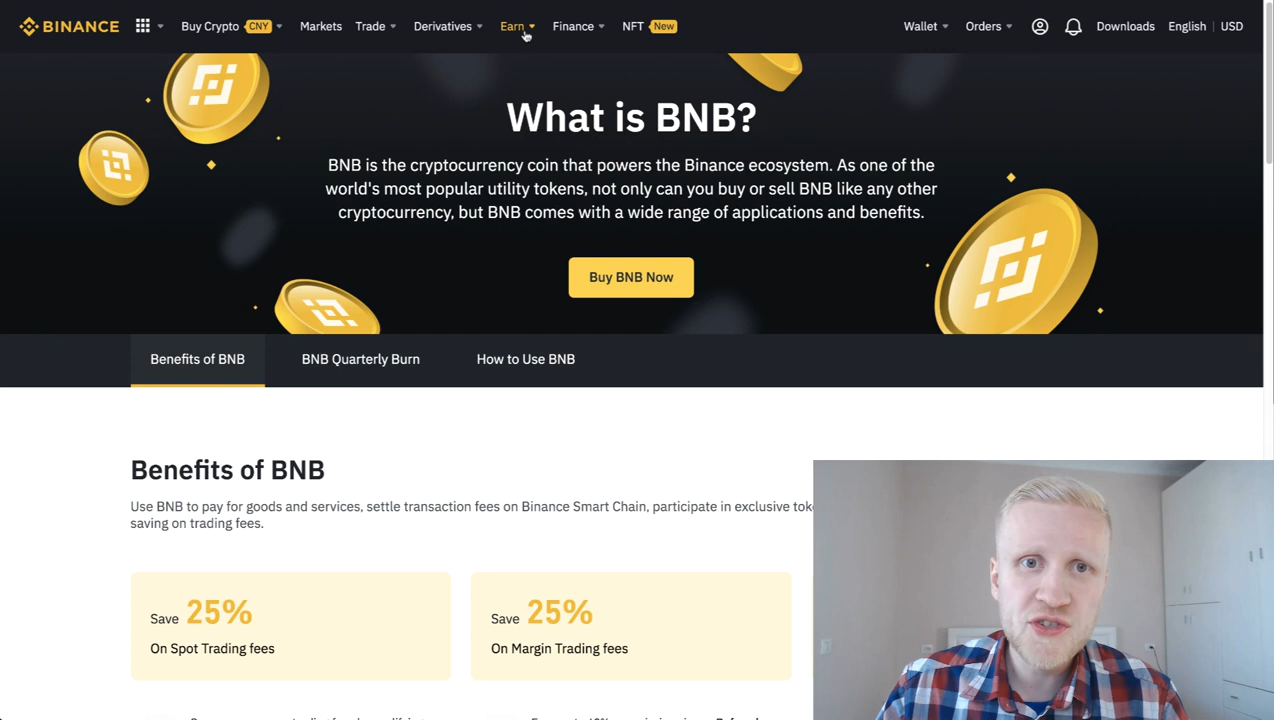 BINANCE Buy Crypto CNY Markets Trade Derivatives Earn Finance NFT New Wallet Orders Downloads English USD
What is BNB?
BNB is the cryptocurrency coin that powers the Binance ecosystem. As one of the
world's most popular utility tokens, not only can you buy or sell BNB like any other
cryptocurrency, but BNB comes with a wide range of applications and benefits.
Buy BNB Now
Benefits of BNB BNB Quarterly Burn How to Use BNB
Benefits of BNB
Use BNB to pay for goods and services, settle transaction fees on Binance Smart Chain, participate in exclusive
saving on trading fees.
Save 25% Save 25%
On Spot Trading fees On Margin Trading fees